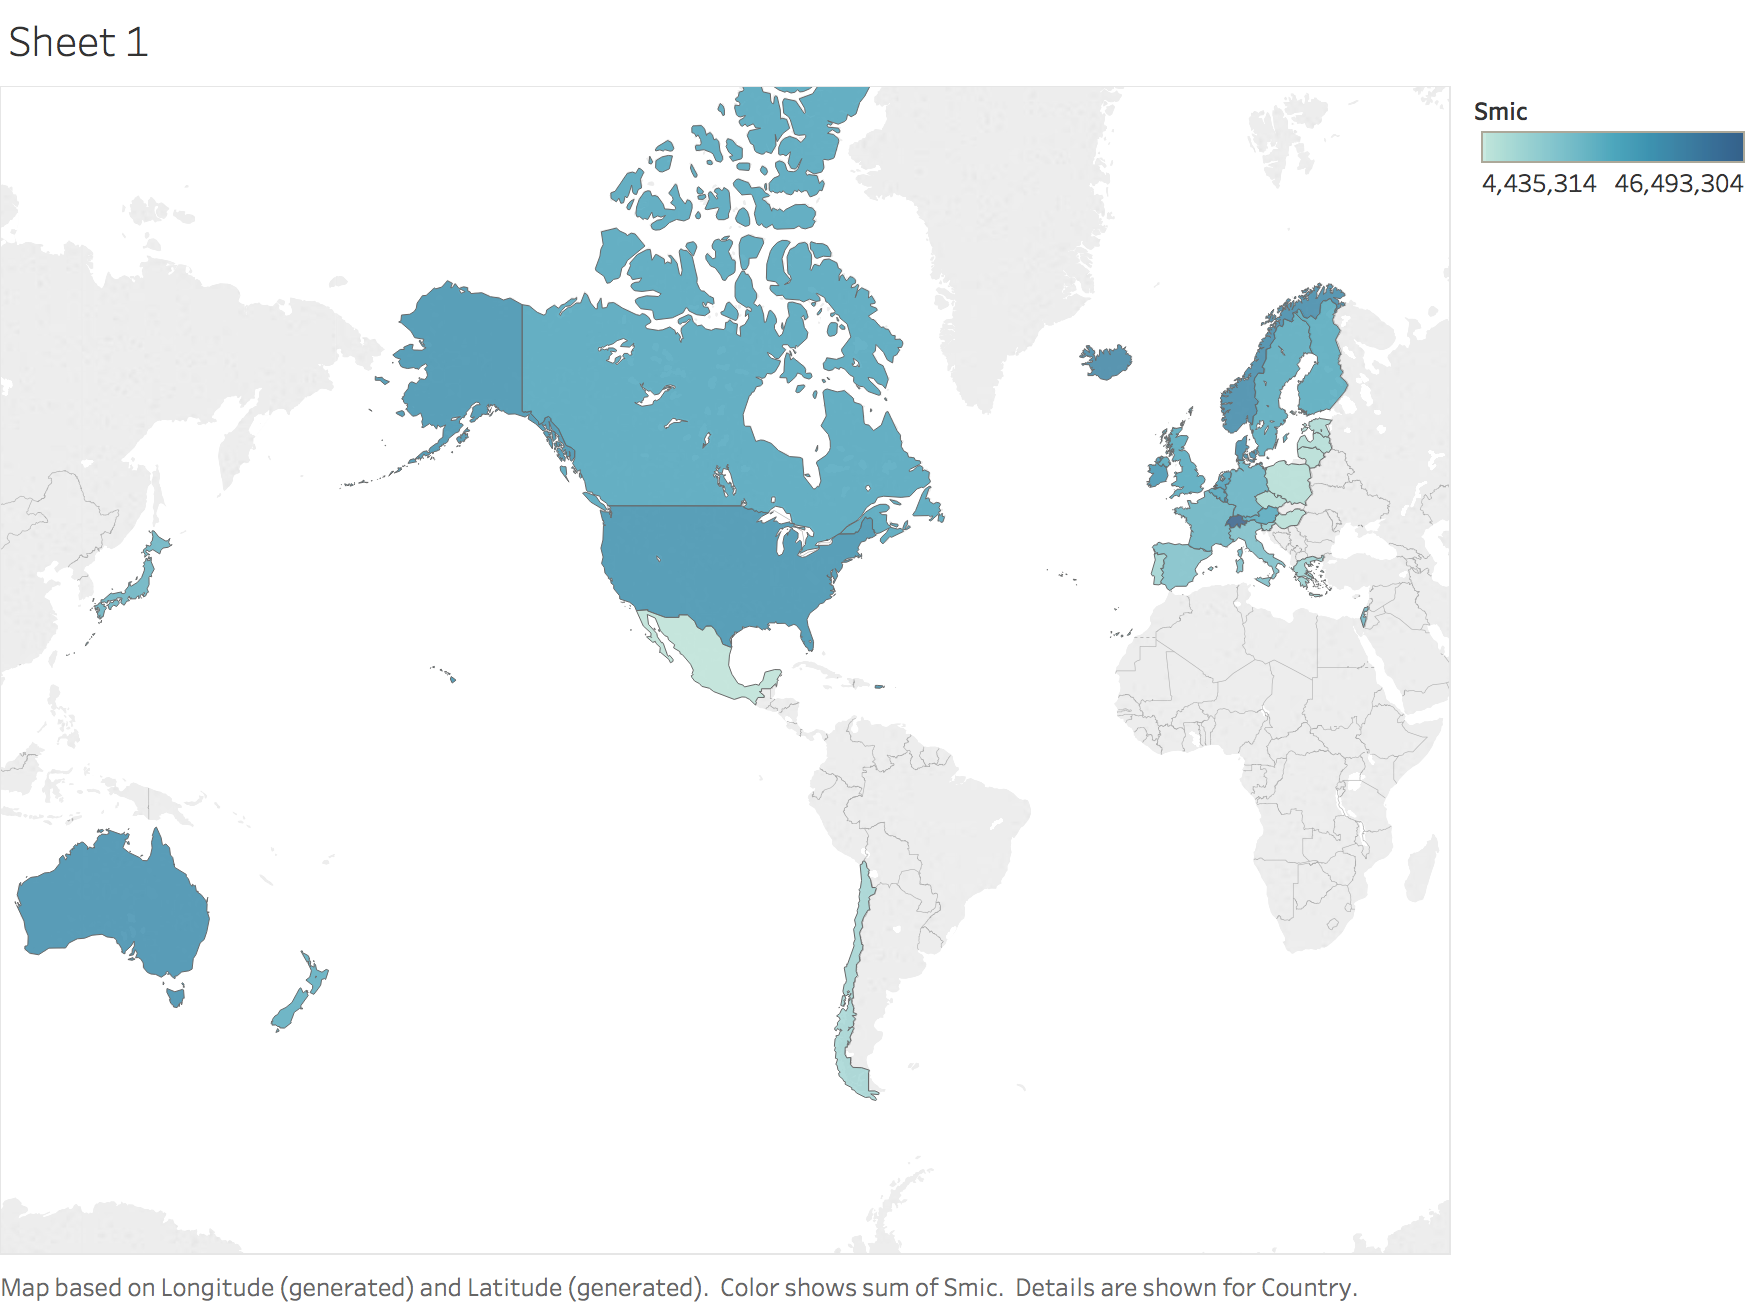 Sheet 1
Smic
4,435,314 46,493,304
Map based on Longitude (generated) and Latitude (generated).  Color shows sum of Smic.  Details are shown for Country.